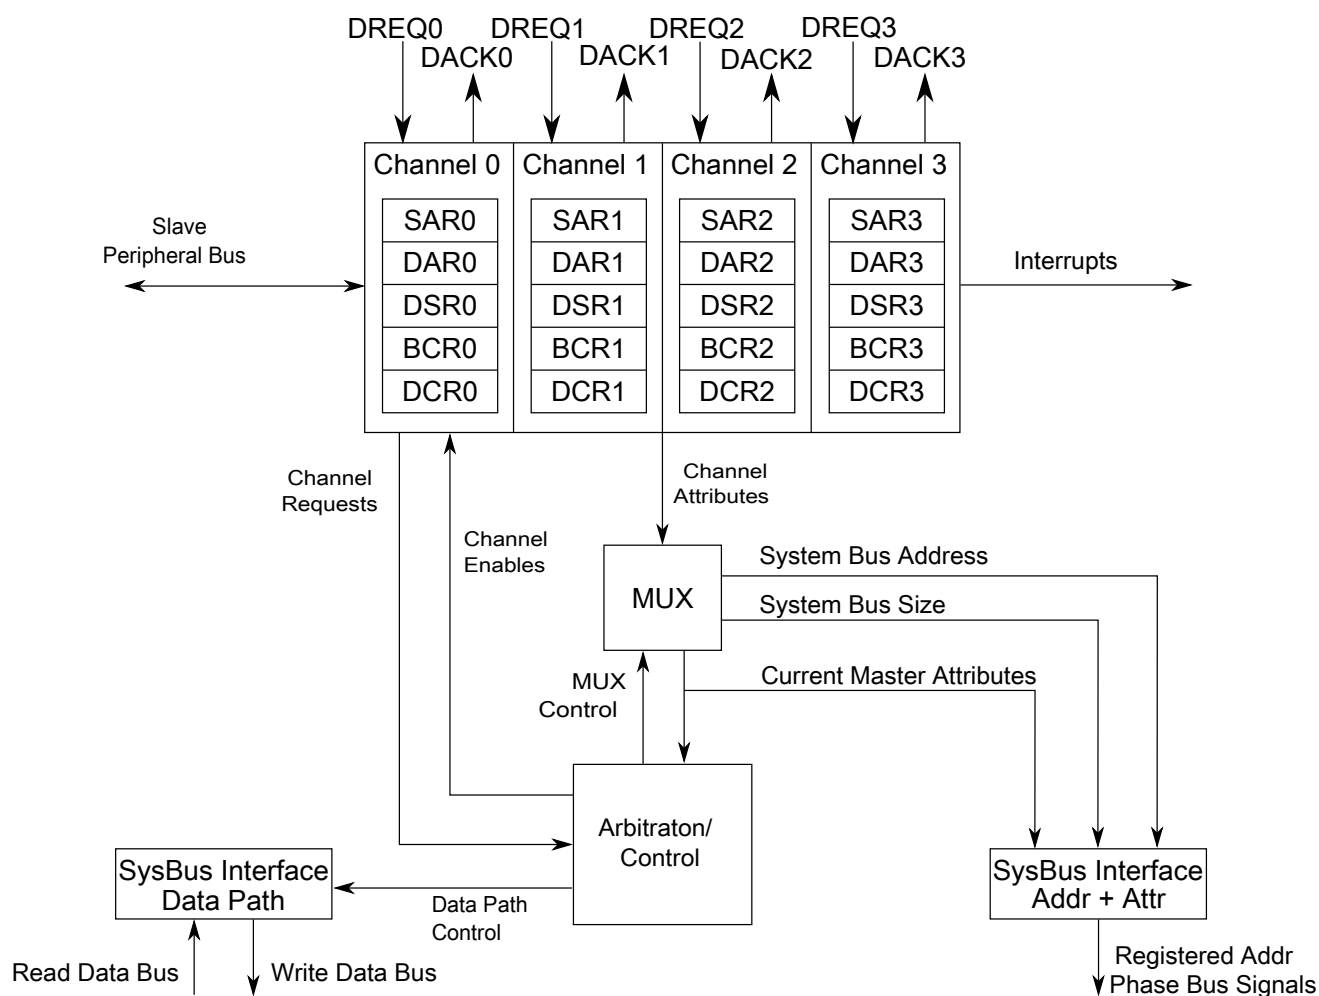 DREQ0
DREQ1
DREQ2
DREQ3
DACK0
DACK1
DACK2
DACK3
Channel 0
Channel 1
Channel 2
Channel 3
SAR0
SAR1
SAR2
SAR3
DAR0
DAR1
DAR2
DAR3
DSR0
DSR1
DSR2
DSR3
BCR0
BCR1
BCR2
BCR3
DCR0
DCR1
DCR2
DCR3
Slave
Peripheral Bus
Interrupts
Channel
Requests
Channel
Enables
Channel
Attributes
MUX
System Bus Address
System Bus Size
Current Master Attributes
MUX
Control
Arbitraton/
Control
SysBus Interface
Data Path
Data Path
Control
SysBus Interface
Addr + Attr
Read Data Bus
Write Data Bus
Registered Addr
Phase Bus Signals